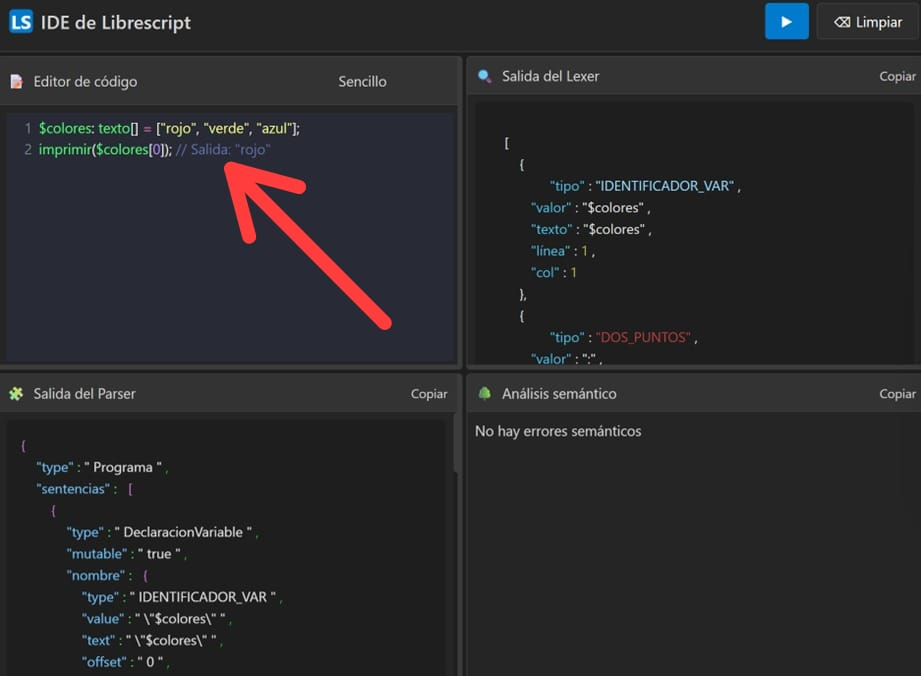 LS IDE de Librescript
Limpiar
Editor de código
Sencillo
1 $colores: texto[] = ["rojo", "verde", "azul"];
2 imprimir($colores[0]); // Salida: "rojo"
Salida del Lexer
Copiar
[
{
"tipo" : "IDENTIFICADOR_VAR" ,
"valor" : "$colores" ,
"texto" : "$colores" ,
"línea" : 1 ,
"col" : 1
},
{
"tipo" : "DOS_PUNTOS" ,
"valor" : ":" ,
Salida del Parser
Copiar
{
"type" : " Programa " ,
"sentencias" : [
{
"type" : " DeclaracionVariable " ,
"mutable" : " true " ,
"nombre" : {
"type" : " IDENTIFICADOR_VAR " ,
"value" : " \"$colores\" " ,
"text" : " \"$colores\" " ,
"offset" : " 0 " ,
Análisis semántico
Copiar
No hay errores semánticos